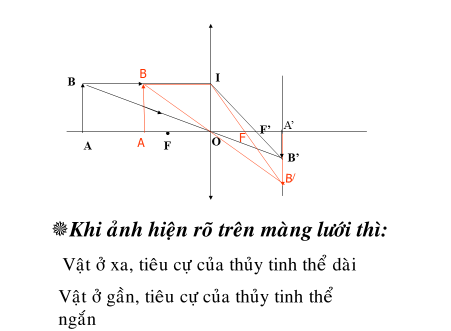 B B I
A A F O F F' A'
B'
B/
Khi ảnh hiện rõ trên màng lưới thì:
Vật ở xa, tiêu cự của thủy tinh thể dài
Vật ở gần, tiêu cự của thủy tinh thể
ngắn